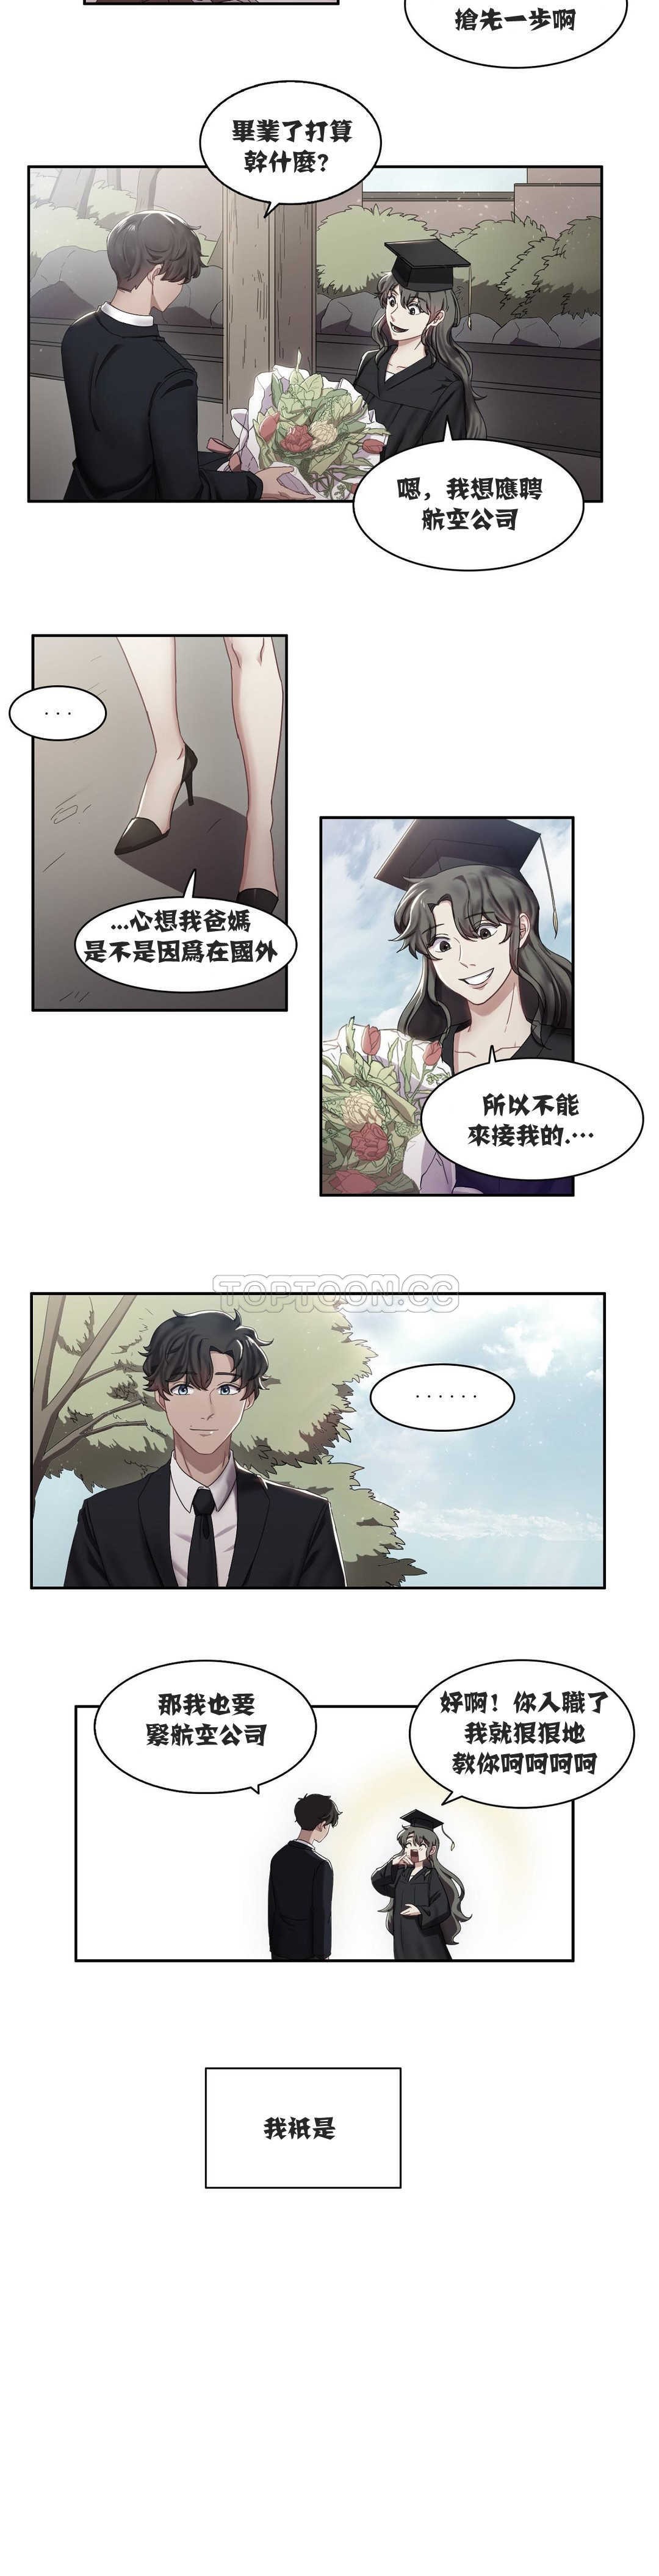 搶先一步啊
畢業了打算
幹什麼?
嗯，我想應聘
航空公司
...
...心想我爸媽
是不是因爲在國外
所以不能
來接我的....
TOPTOON.CC
......
那我也要
緊航空公司
好啊！你入職了
我就狠狠地
教你呵呵呵呵
我衹是